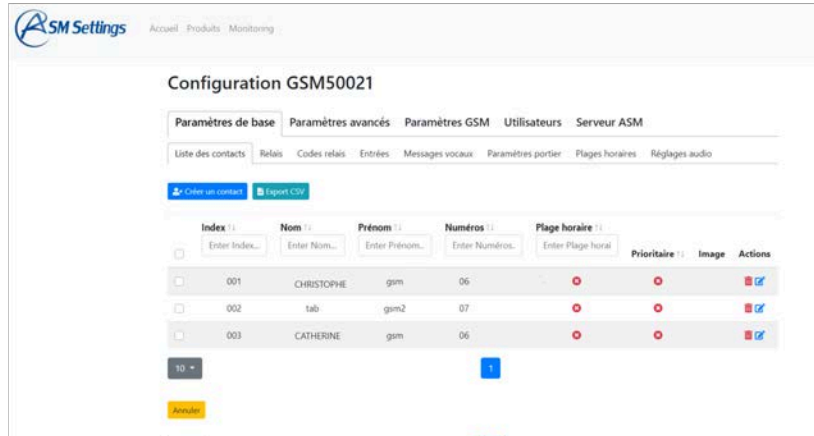 ASM Settings
Accueil Produits Monitoring
Configuration GSM50021
Paramètres de base Paramètres avancés Paramètres GSM Utilisateurs Serveur ASM
Liste des contacts Relais Codes relais Entrées Messages vocaux Paramètres portier Plages horaires Réglages audio
Créer un contact Export CSV
Index Nom Prénom Numéros Plage horaire
Enter Index... Enter Nom... Enter Prénom.. Enter Numéros. Enter Plage horai
Prioritaire Image Actions
001 CHRISTOPHE gsm 06
002 tab gsm2 07
003 CATHERINE gsm 06
10 1
Annuler